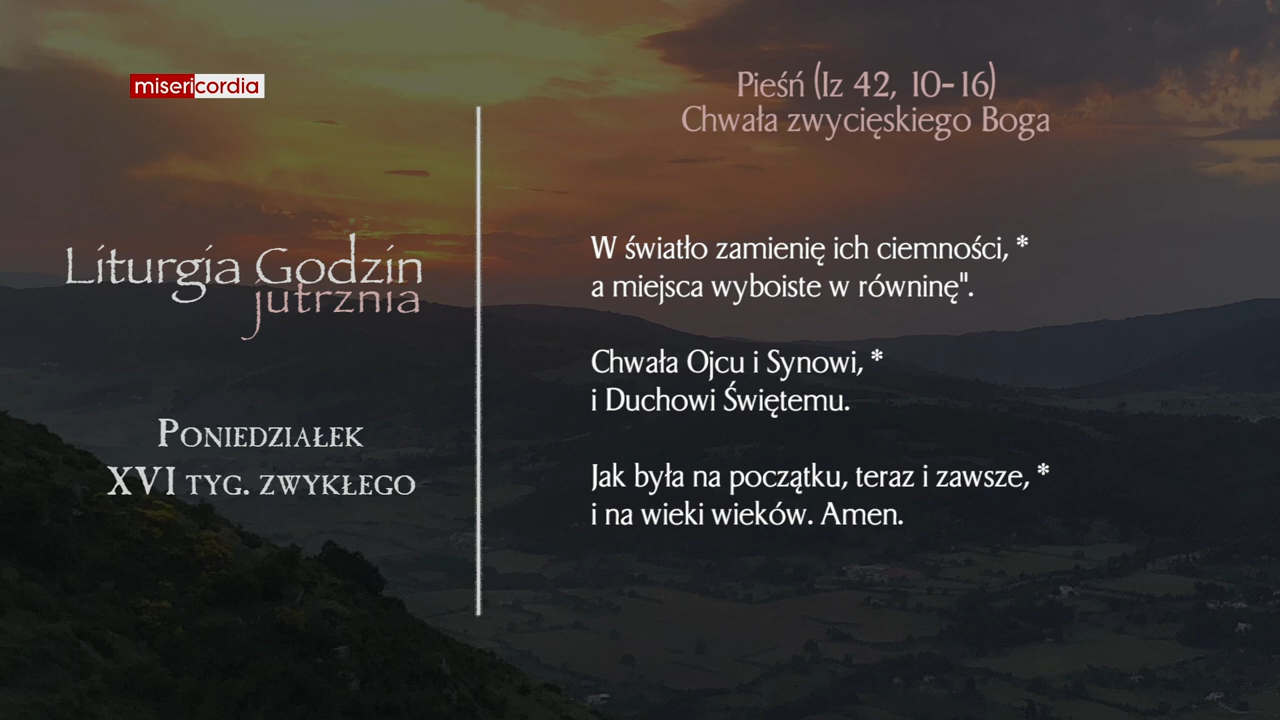 misericordia
Liturgia Godzin
jutrznia
Poniedziałek
XVI tyg. zwykłego
Pieśń (Iz 42, 10-16)
Chwała zwycięskiego Boga
W światło zamienię ich ciemności, *
a miejsca wyboiste w równinę".
Chwała Ojcu i Synowi, *
i Duchowi Świętemu.
Jak była na początku, teraz i zawsze, *
i na wieki wieków. Amen.